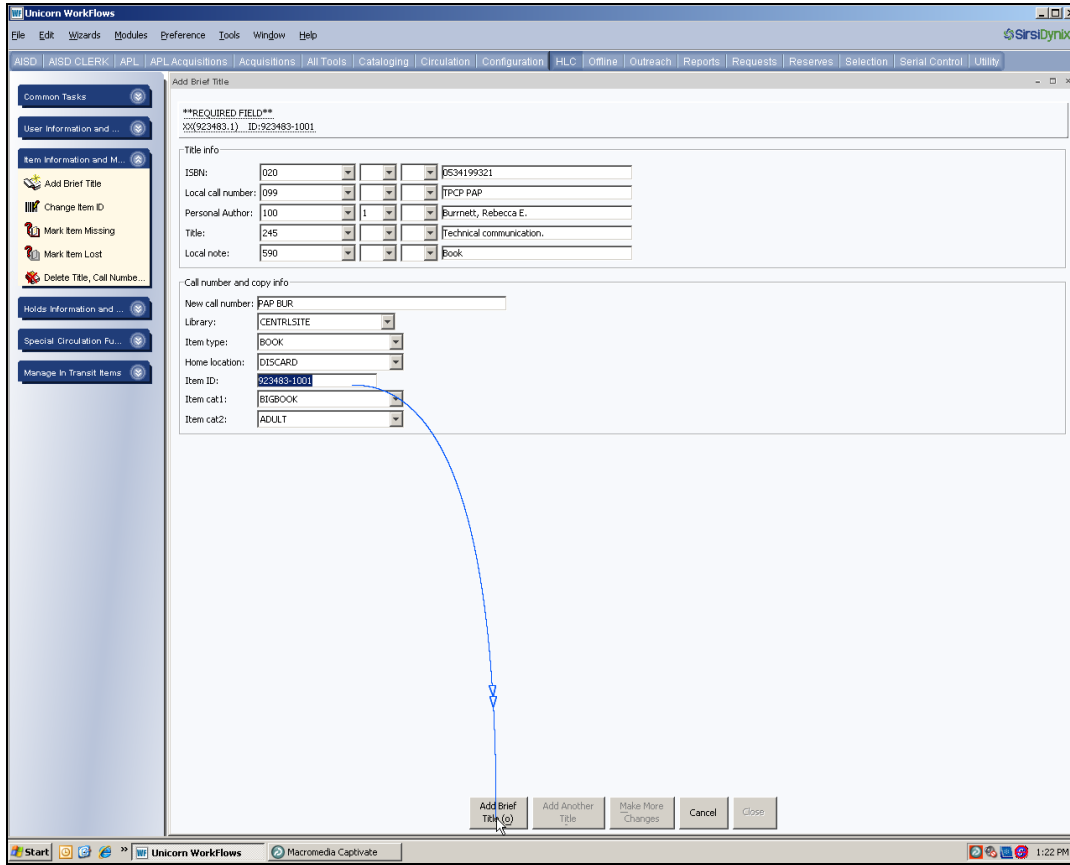 Unicorn WorkFlows
File Edit Wizards Modules Preference Tools Window Help
SirsiDynix
AISD AISD CLERK APL APL Acquisitions Acquisitions All Tools Cataloging Circulation Configuration HLC Offline Outreach Reports Requests Reserves Selection Serial Control Utility
Common Tasks
User Information and ...
Item Information and M...
Add Brief Title
Change Item ID
Mark Item Missing
Mark Item Lost
Delete Title, Call Numbe...
Holds Information and ...
Special Circulation Fu...
Manage In Transit Items
Add Brief Title
**REQUIRED FIELD**
XX(923483.1) ID:923483-1001
Title info
ISBN: 020 0534199321
Local call number: 099 TPCP PAP
Personal Author: 100 1 Burrnett, Rebecca E.
Title: 245 Technical communication.
Local note: 590 Book
Call number and copy info
New call number: PAP BUR
Library: CENTRLSITE
Item type: BOOK
Home location: DISCARD
Item ID: 923483-1001
Item cat1: BIGBOOK
Item cat2: ADULT
Add Brief Title (o)
Add Another Title
Make More Changes
Cancel
Close
Start » Unicorn WorkFlows Macromedia Captivate 1:22 PM